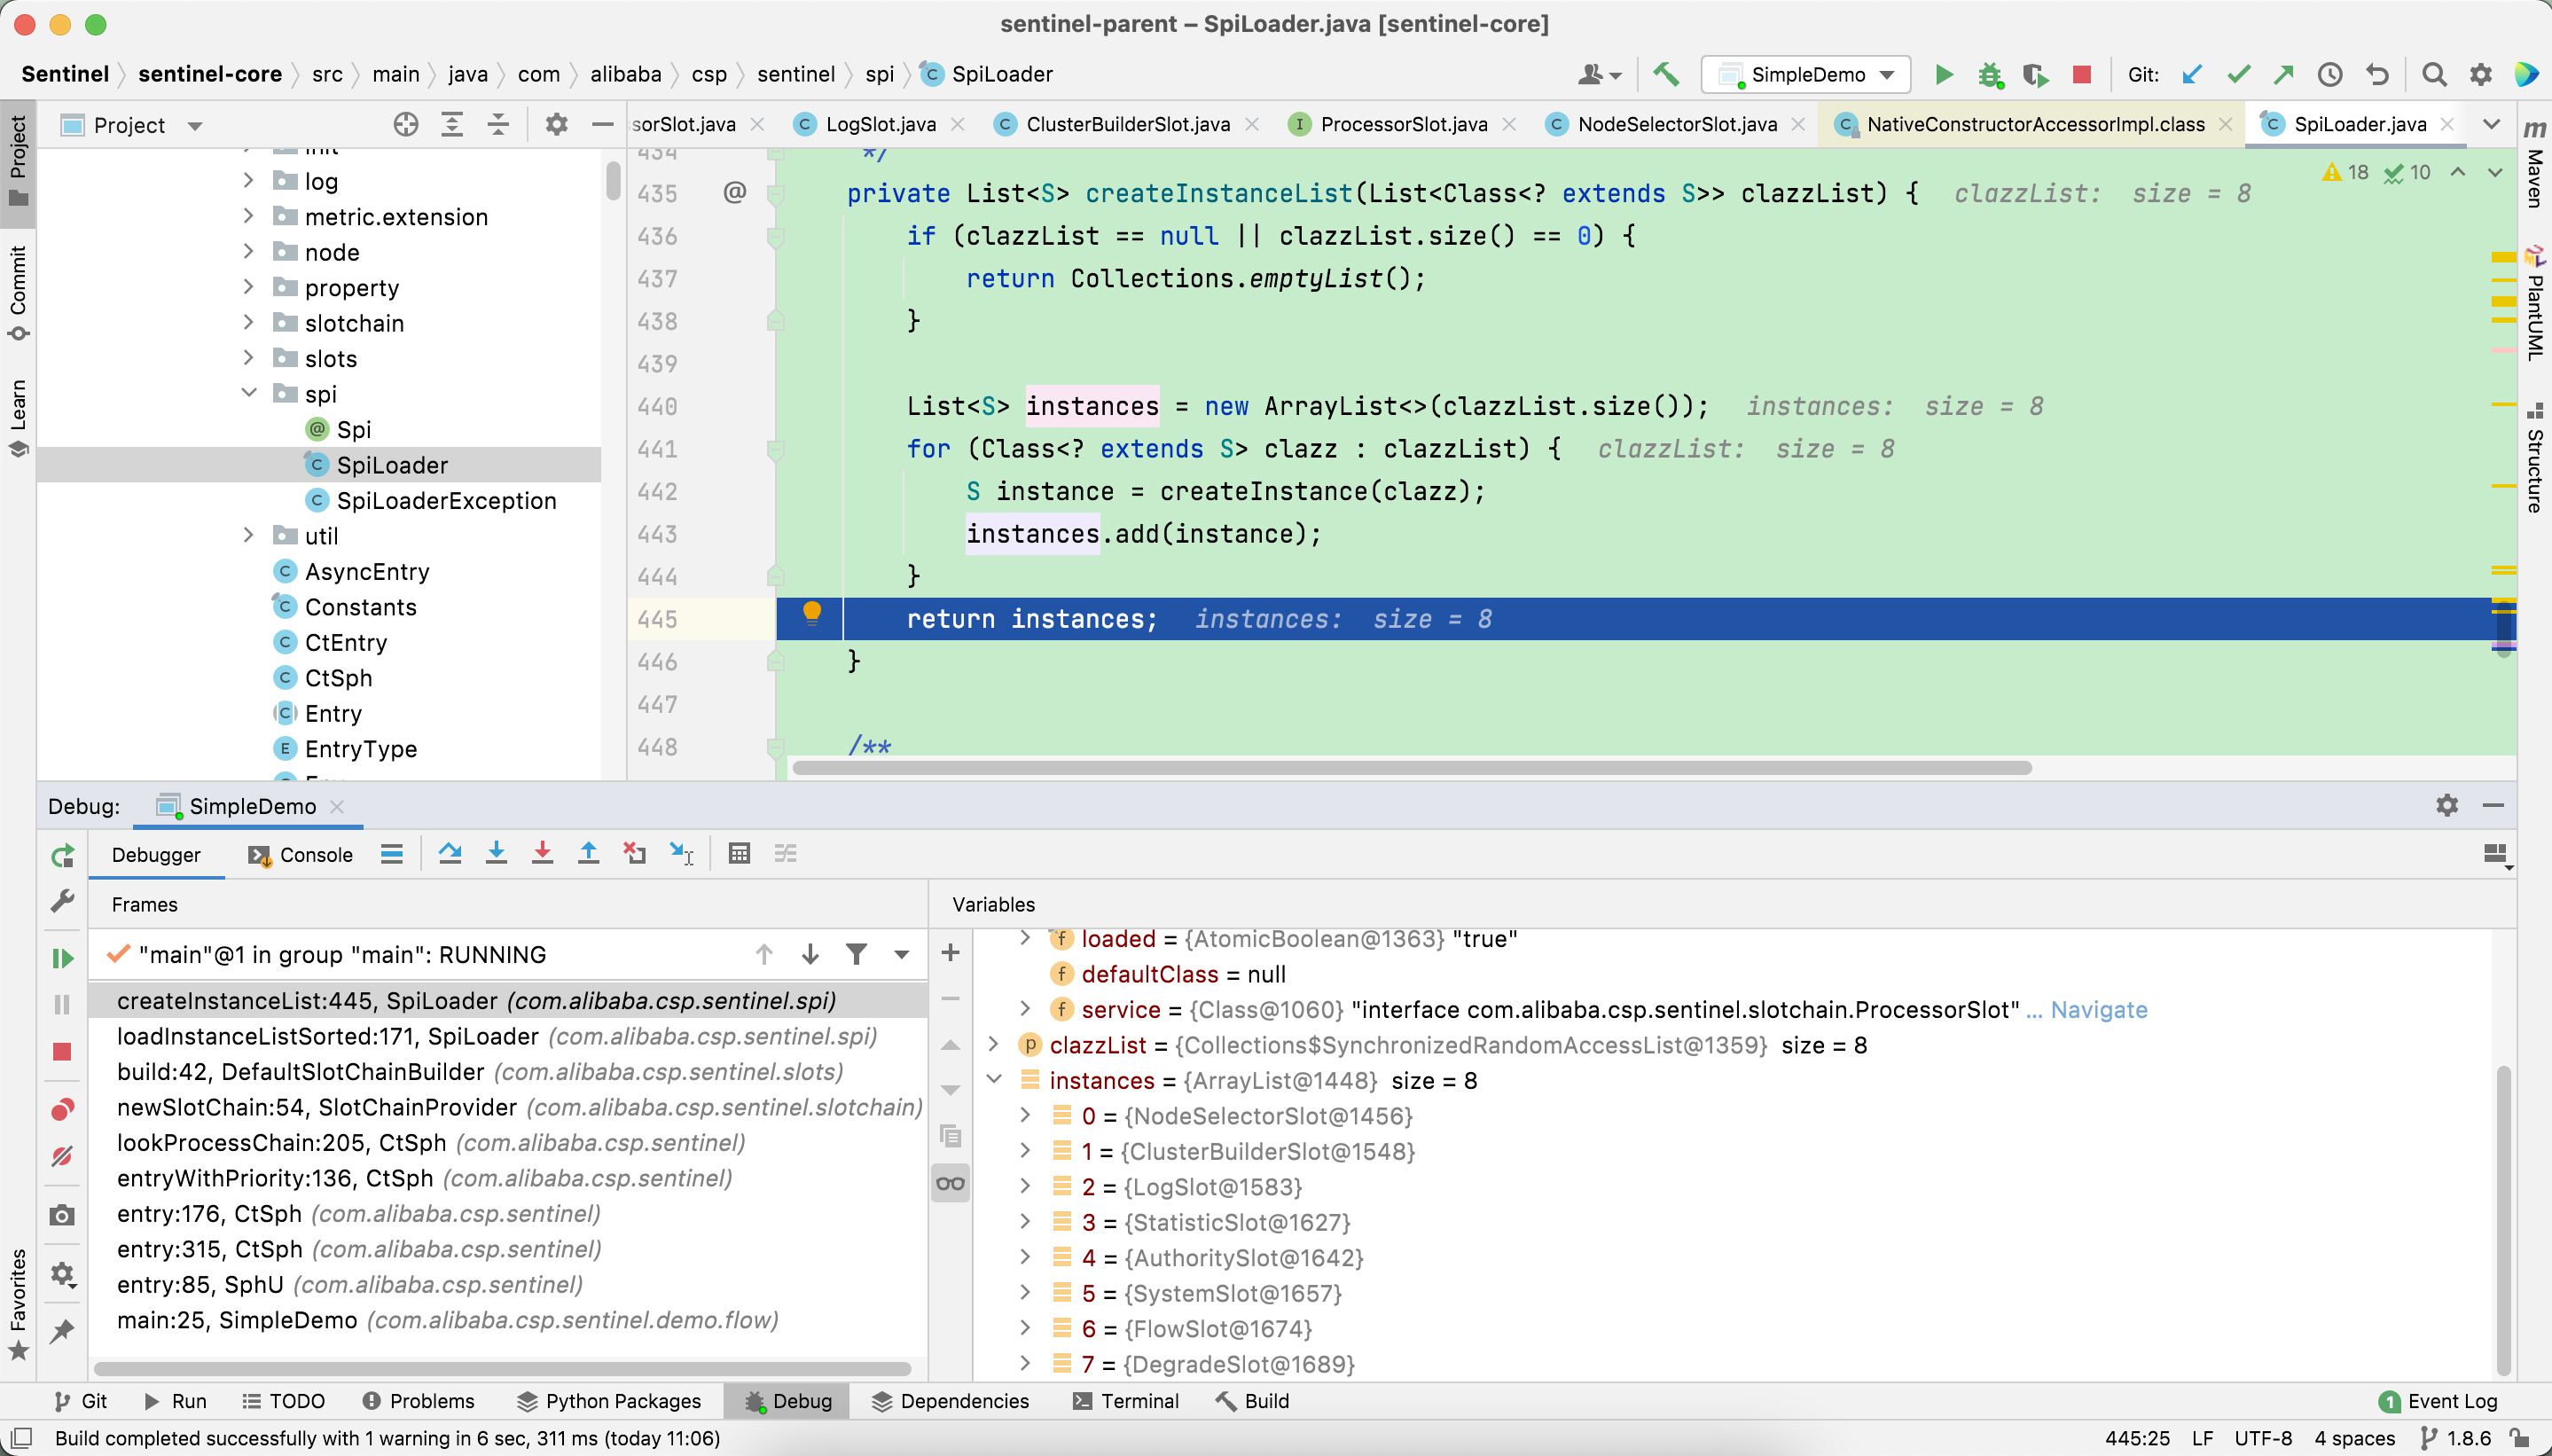 sentinel-parent – SpiLoader.java [sentinel-core]
Sentinel sentinel-core src main java com alibaba csp sentinel spi SpiLoader
SimpleDemo
Git:
Project
sorSlot.java LogSlot.java ClusterBuilderSlot.java ProcessorSlot.java NodeSelectorSlot.java NativeConstructorAccessorImpl.class SpiLoader.java
Project
Commit
Learn
Favorites
Maven
PlantUML
Structure
log
metric.extension
node
property
slotchain
slots
spi
Spi
SpiLoader
SpiLoaderException
util
AsyncEntry
Constants
CtEntry
CtSph
Entry
EntryType
18 10
434 */
435 @ private List<S> createInstanceList(List<Class<? extends S>> clazzList) { clazzList: size = 8
436 if (clazzList == null || clazzList.size() == 0) {
437 return Collections.emptyList();
438 }
439
440 List<S> instances = new ArrayList<>(clazzList.size()); instances: size = 8
441 for (Class<? extends S> clazz : clazzList) { clazzList: size = 8
442 S instance = createInstance(clazz);
443 instances.add(instance);
444 }
445 return instances; instances: size = 8
446 }
447
448 /**
Debug: SimpleDemo
Debugger Console
Frames
"main"@1 in group "main": RUNNING
createInstanceList:445, SpiLoader (com.alibaba.csp.sentinel.spi)
loadInstanceListSorted:171, SpiLoader (com.alibaba.csp.sentinel.spi)
build:42, DefaultSlotChainBuilder (com.alibaba.csp.sentinel.slots)
newSlotChain:54, SlotChainProvider (com.alibaba.csp.sentinel.slotchain)
lookProcessChain:205, CtSph (com.alibaba.csp.sentinel)
entryWithPriority:136, CtSph (com.alibaba.csp.sentinel)
entry:176, CtSph (com.alibaba.csp.sentinel)
entry:315, CtSph (com.alibaba.csp.sentinel)
entry:85, SphU (com.alibaba.csp.sentinel)
main:25, SimpleDemo (com.alibaba.csp.sentinel.demo.flow)
Variables
loaded = {AtomicBoolean@1363} "true"
defaultClass = null
service = {Class@1060} "interface com.alibaba.csp.sentinel.slotchain.ProcessorSlot" ... Navigate
clazzList = {Collections$SynchronizedRandomAccessList@1359} size = 8
instances = {ArrayList@1448} size = 8
0 = {NodeSelectorSlot@1456}
1 = {ClusterBuilderSlot@1548}
2 = {LogSlot@1583}
3 = {StatisticSlot@1627}
4 = {AuthoritySlot@1642}
5 = {SystemSlot@1657}
6 = {FlowSlot@1674}
7 = {DegradeSlot@1689}
Git Run TODO Problems Python Packages Debug Dependencies Terminal Build 1 Event Log
Build completed successfully with 1 warning in 6 sec, 311 ms (today 11:06) 445:25 LF UTF-8 4 spaces 1.8.6